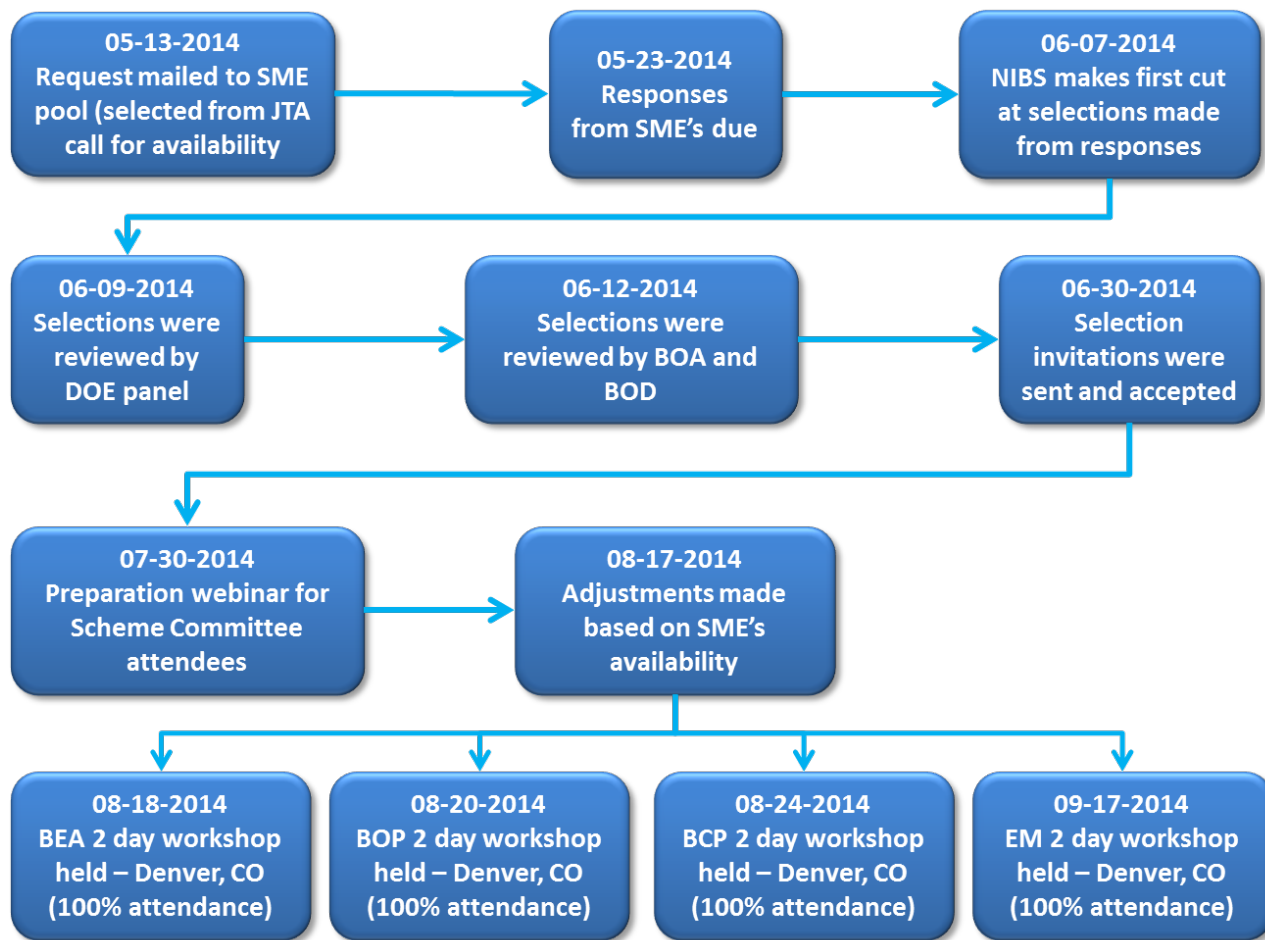 05-13-2014
Request mailed to SME
pool (selected from JTA
call for availability
05-23-2014
Responses
from SME's due
06-07-2014
NIBS makes first cut
at selections made
from responses
06-09-2014
Selections were
reviewed by
DOE panel
06-12-2014
Selections were
reviewed by BOA and
BOD
06-30-2014
Selection
invitations were
sent and accepted
07-30-2014
Preparation webinar for
Scheme Committee
attendees
08-17-2014
Adjustments made
based on SME's
availability
08-18-2014
BEA 2 day workshop
held – Denver, CO
(100% attendance)
08-20-2014
BOP 2 day workshop
held – Denver, CO
(100% attendance)
08-24-2014
BCP 2 day workshop
held – Denver, CO
(100% attendance)
09-17-2014
EM 2 day workshop
held – Denver, CO
(100% attendance)